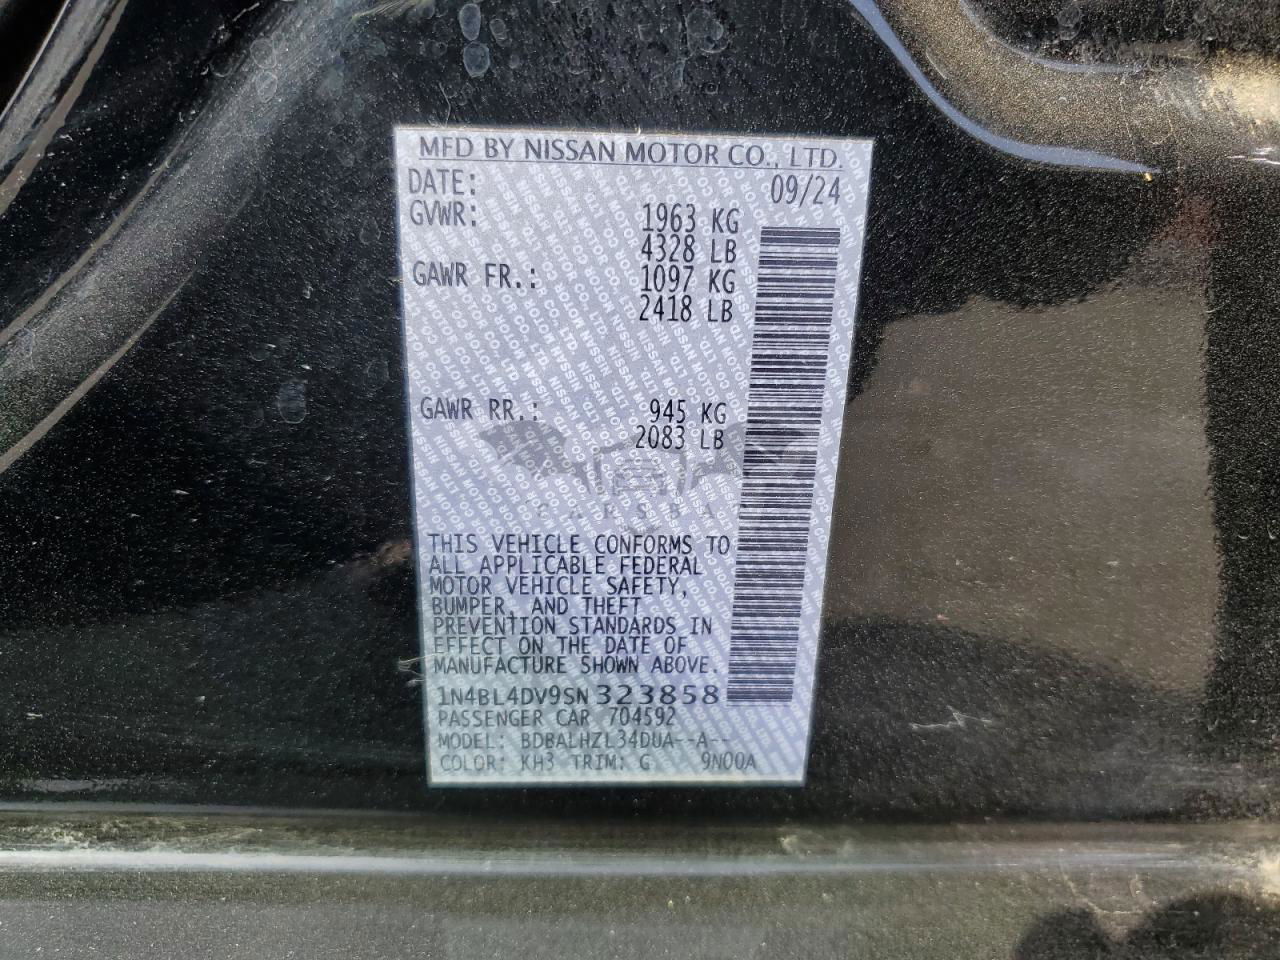 MFD BY NISSAN MOTOR CO., LTD.
DATE: 09/24
GVWR: 1963 KG
4328 LB
GAWR FR.: 1097 KG
2418 LB
GAWR RR.: 945 KG
2083 LB
THIS VEHICLE CONFORMS TO
ALL APPLICABLE FEDERAL
MOTOR VEHICLE SAFETY,
BUMPER, AND THEFT
PREVENTION STANDARDS IN
EFFECT ON THE DATE OF
MANUFACTURE SHOWN ABOVE.
1N4BL4DV9SN 323858
PASSENGER CAR 704592
MODEL: BDBALHZL34DUA--A--
COLOR: KH3 TRIM: G 9N00A